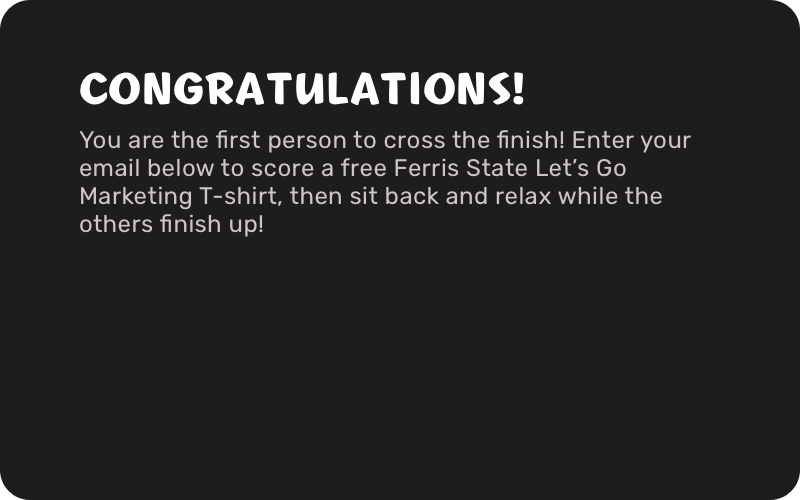 CONGRATULATIONS!
You are the first person to cross the finish! Enter your
email below to score a free Ferris State Let’s Go
Marketing T-shirt, then sit back and relax while the
others finish up!